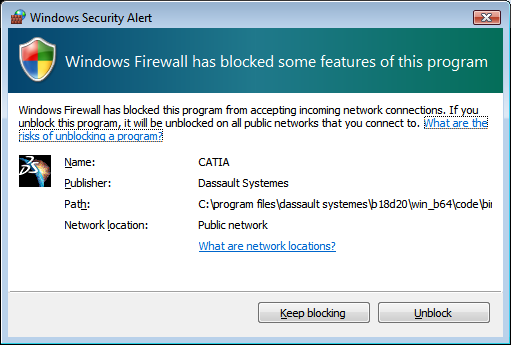 Windows Security Alert
Windows Firewall has blocked some features of this program
Windows Firewall has blocked this program from accepting incoming network connections. If you
unblock this program, it will be unblocked on all public networks that you connect to. What are the
risks of unblocking a program?
Name: CATIA
Publisher: Dassault Systemes
Path: C:\program files\dassault systemes\b18d20\win_b64\code\bin
Network location: Public network
What are network locations?
Keep blocking Unblock